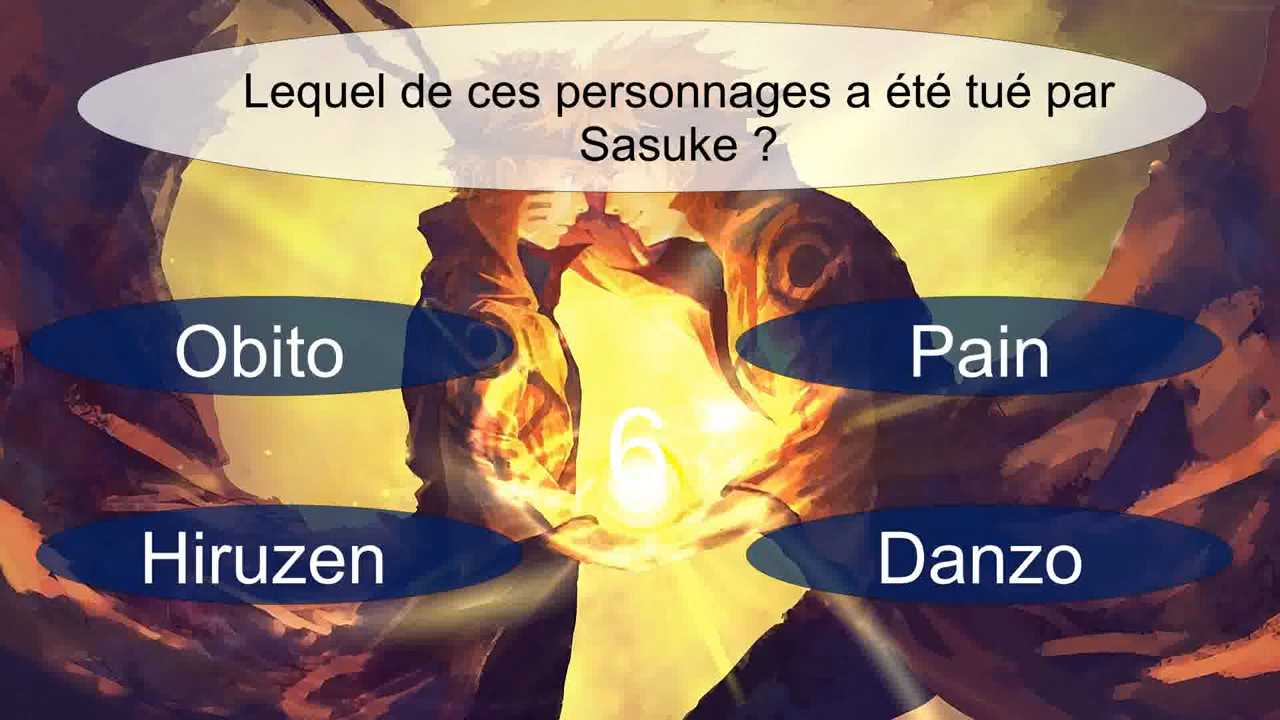 Lequel de ces personnages a été tué par
Sasuke ?
Obito
Pain
6
Hiruzen
Danzo